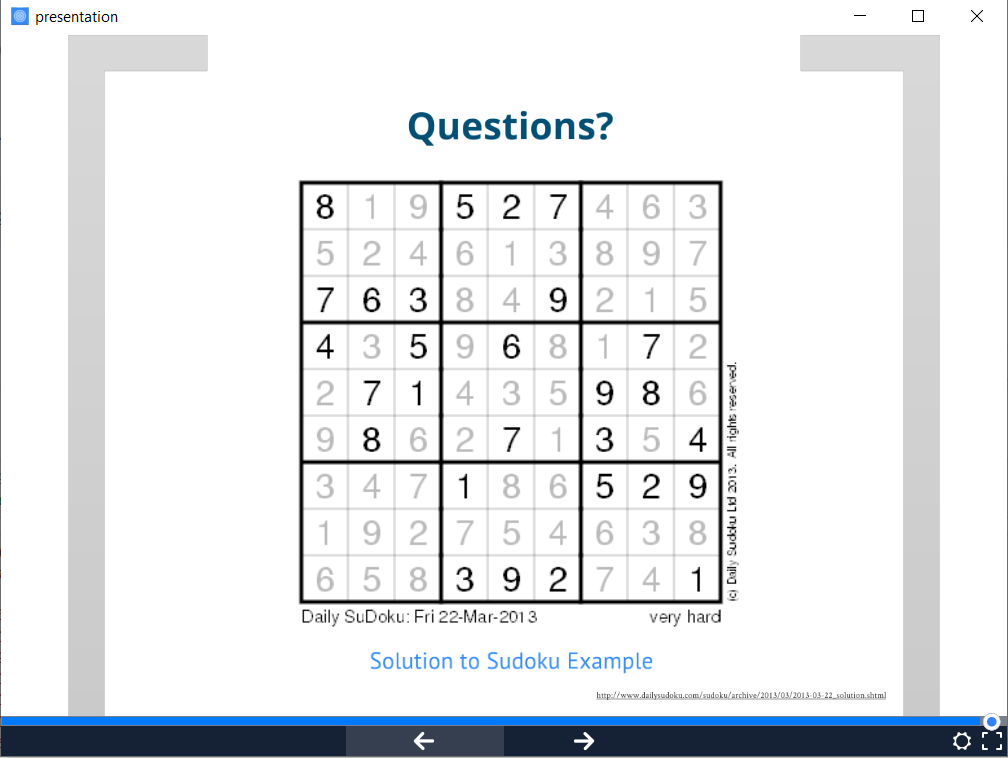 presentation
Questions?
8 1 9 5 2 7 4 6 3
5 2 4 6 1 3 8 9 7
7 6 3 8 4 9 2 1 5
4 3 5 9 6 8 1 7 2
2 7 1 4 3 5 9 8 6
9 8 6 2 7 1 3 5 4
3 4 7 1 8 6 5 2 9
1 9 2 7 5 4 6 3 8
6 5 8 3 9 2 7 4 1
(c) Daily Sudoku Ltd 2013. All rights reserved.
Daily SuDoku: Fri 22-Mar-2013 very hard
Solution to Sudoku Example
http://www.dailysudoku.com/sudoku/archive/2013/03/2013-03-22_solution.shtml